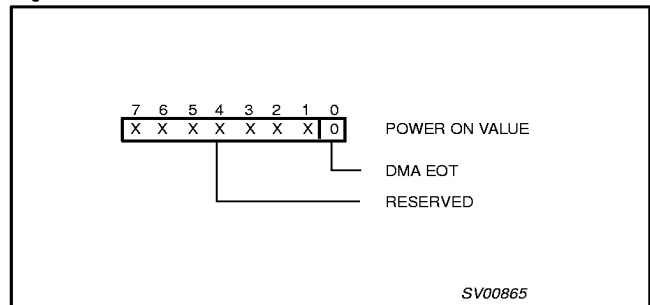 7 6 5 4 3 2 1 0
X X X X X X X 0 POWER ON VALUE
DMA EOT
RESERVED
SV00865